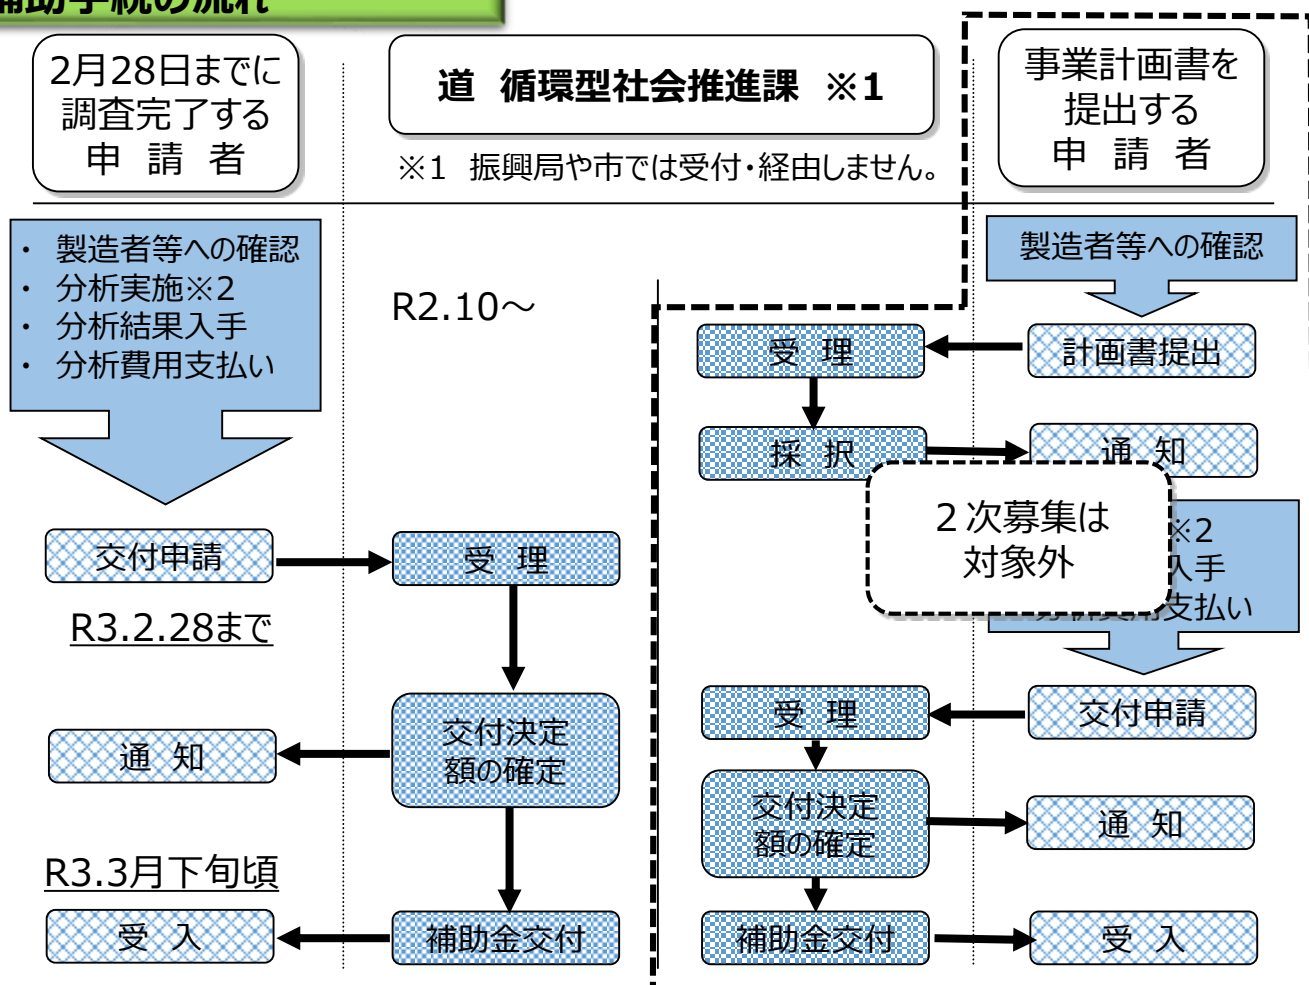 補助手続の流れ
2月28日までに
調査完了する
申 請 者
道 循環型社会推進課 ※1
※1 振興局や市では受付・経由しません。
事業計画書を
提出する
申 請 者
・ 製造者等への確認
・ 分析実施※2
・ 分析結果入手
・ 分析費用支払い
R2.10～
製造者等への確認
受 理
計画書提出
採 択
通 知
２次募集は
対象外
※2
入手
支払い
交付申請
受 理
R3.2.28まで
受 理
交付申請
通 知
交付決定
額の確定
交付決定
額の確定
通 知
R3.3月下旬頃
受 入
補助金交付
補助金交付
受 入